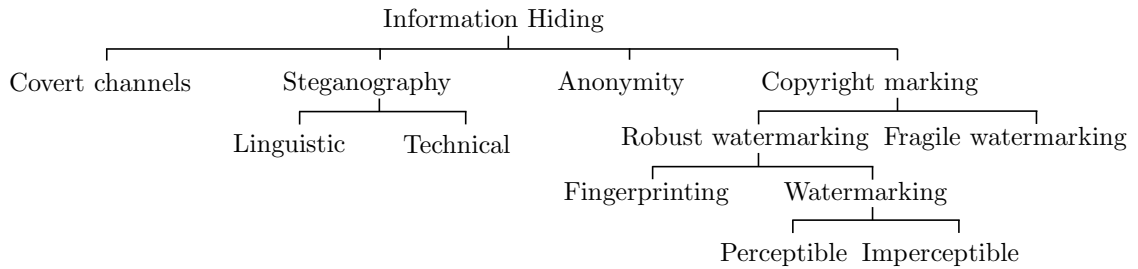 Information Hiding
Covert channels Steganography Anonymity Copyright marking
Linguistic Technical Robust watermarking Fragile watermarking
Fingerprinting Watermarking
Perceptible Imperceptible